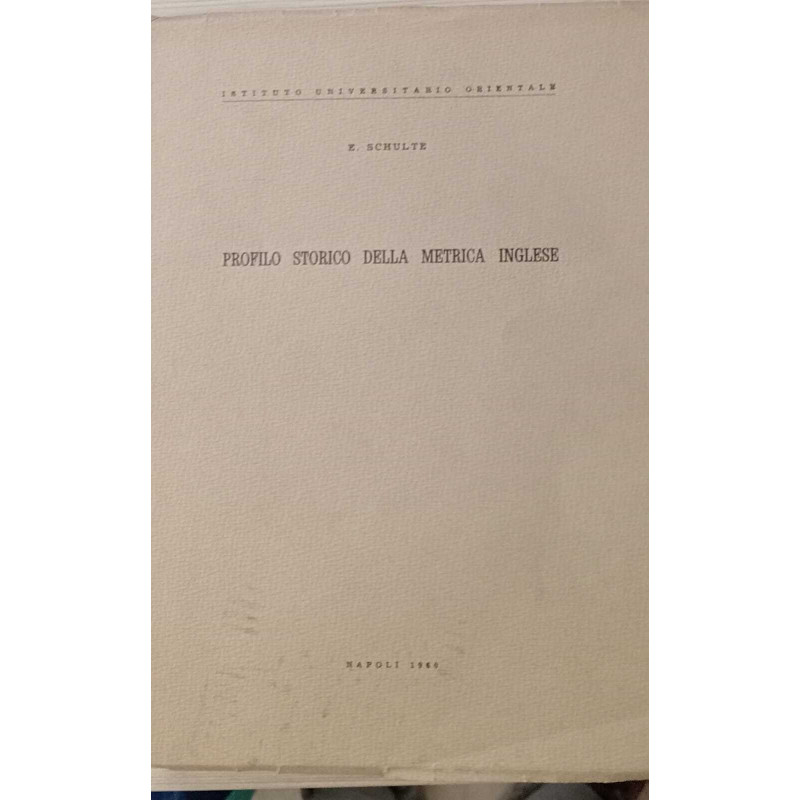 ISTITUTO UNIVERSITARIO ORIENTALE
E. SCHULTE
PROFILO STORICO DELLA METRICA INGLESE
NAPOLI